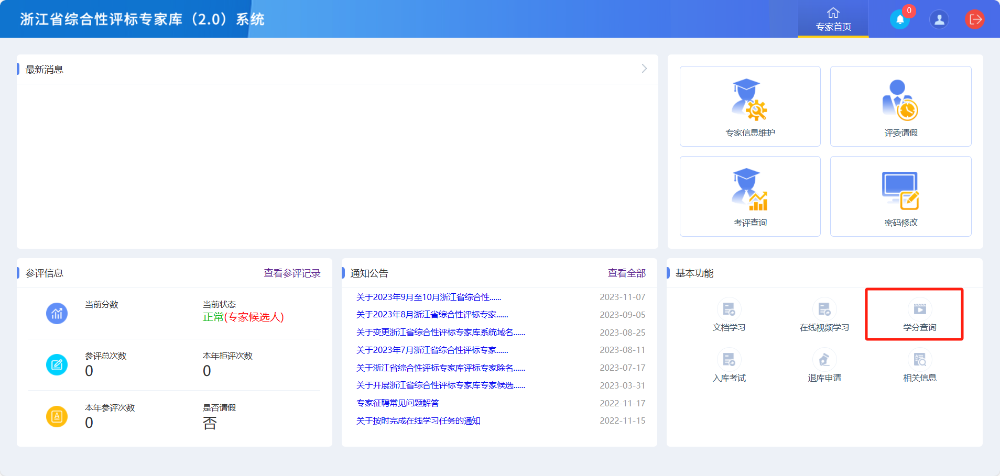 浙江省综合性评标专家库（2.0）系统
专家首页
0
最新消息
专家信息维护
评委请假
考评查询
密码修改
参评信息
查看参评记录
当前分数
当前状态
正常(专家候选人)
参评总次数
0
本年拒评次数
0
本年参评次数
0
是否请假
否
通知公告
查看全部
关于2023年9月至10月浙江省综合性...... 2023-11-07
关于2023年8月浙江省综合性评标专家...... 2023-09-05
关于变更浙江省综合性评标专家库系统域名...... 2023-08-25
关于2023年7月浙江省综合性评标专家...... 2023-08-11
关于浙江省综合性评标专家库评标专家除名...... 2023-07-17
关于开展浙江省综合性评标专家库专家候选...... 2023-03-31
专家征聘常见问题解答 2022-11-17
关于按时完成在线学习任务的通知 2022-11-15
基本功能
文档学习
在线视频学习
学分查询
入库考试
退库申请
相关信息